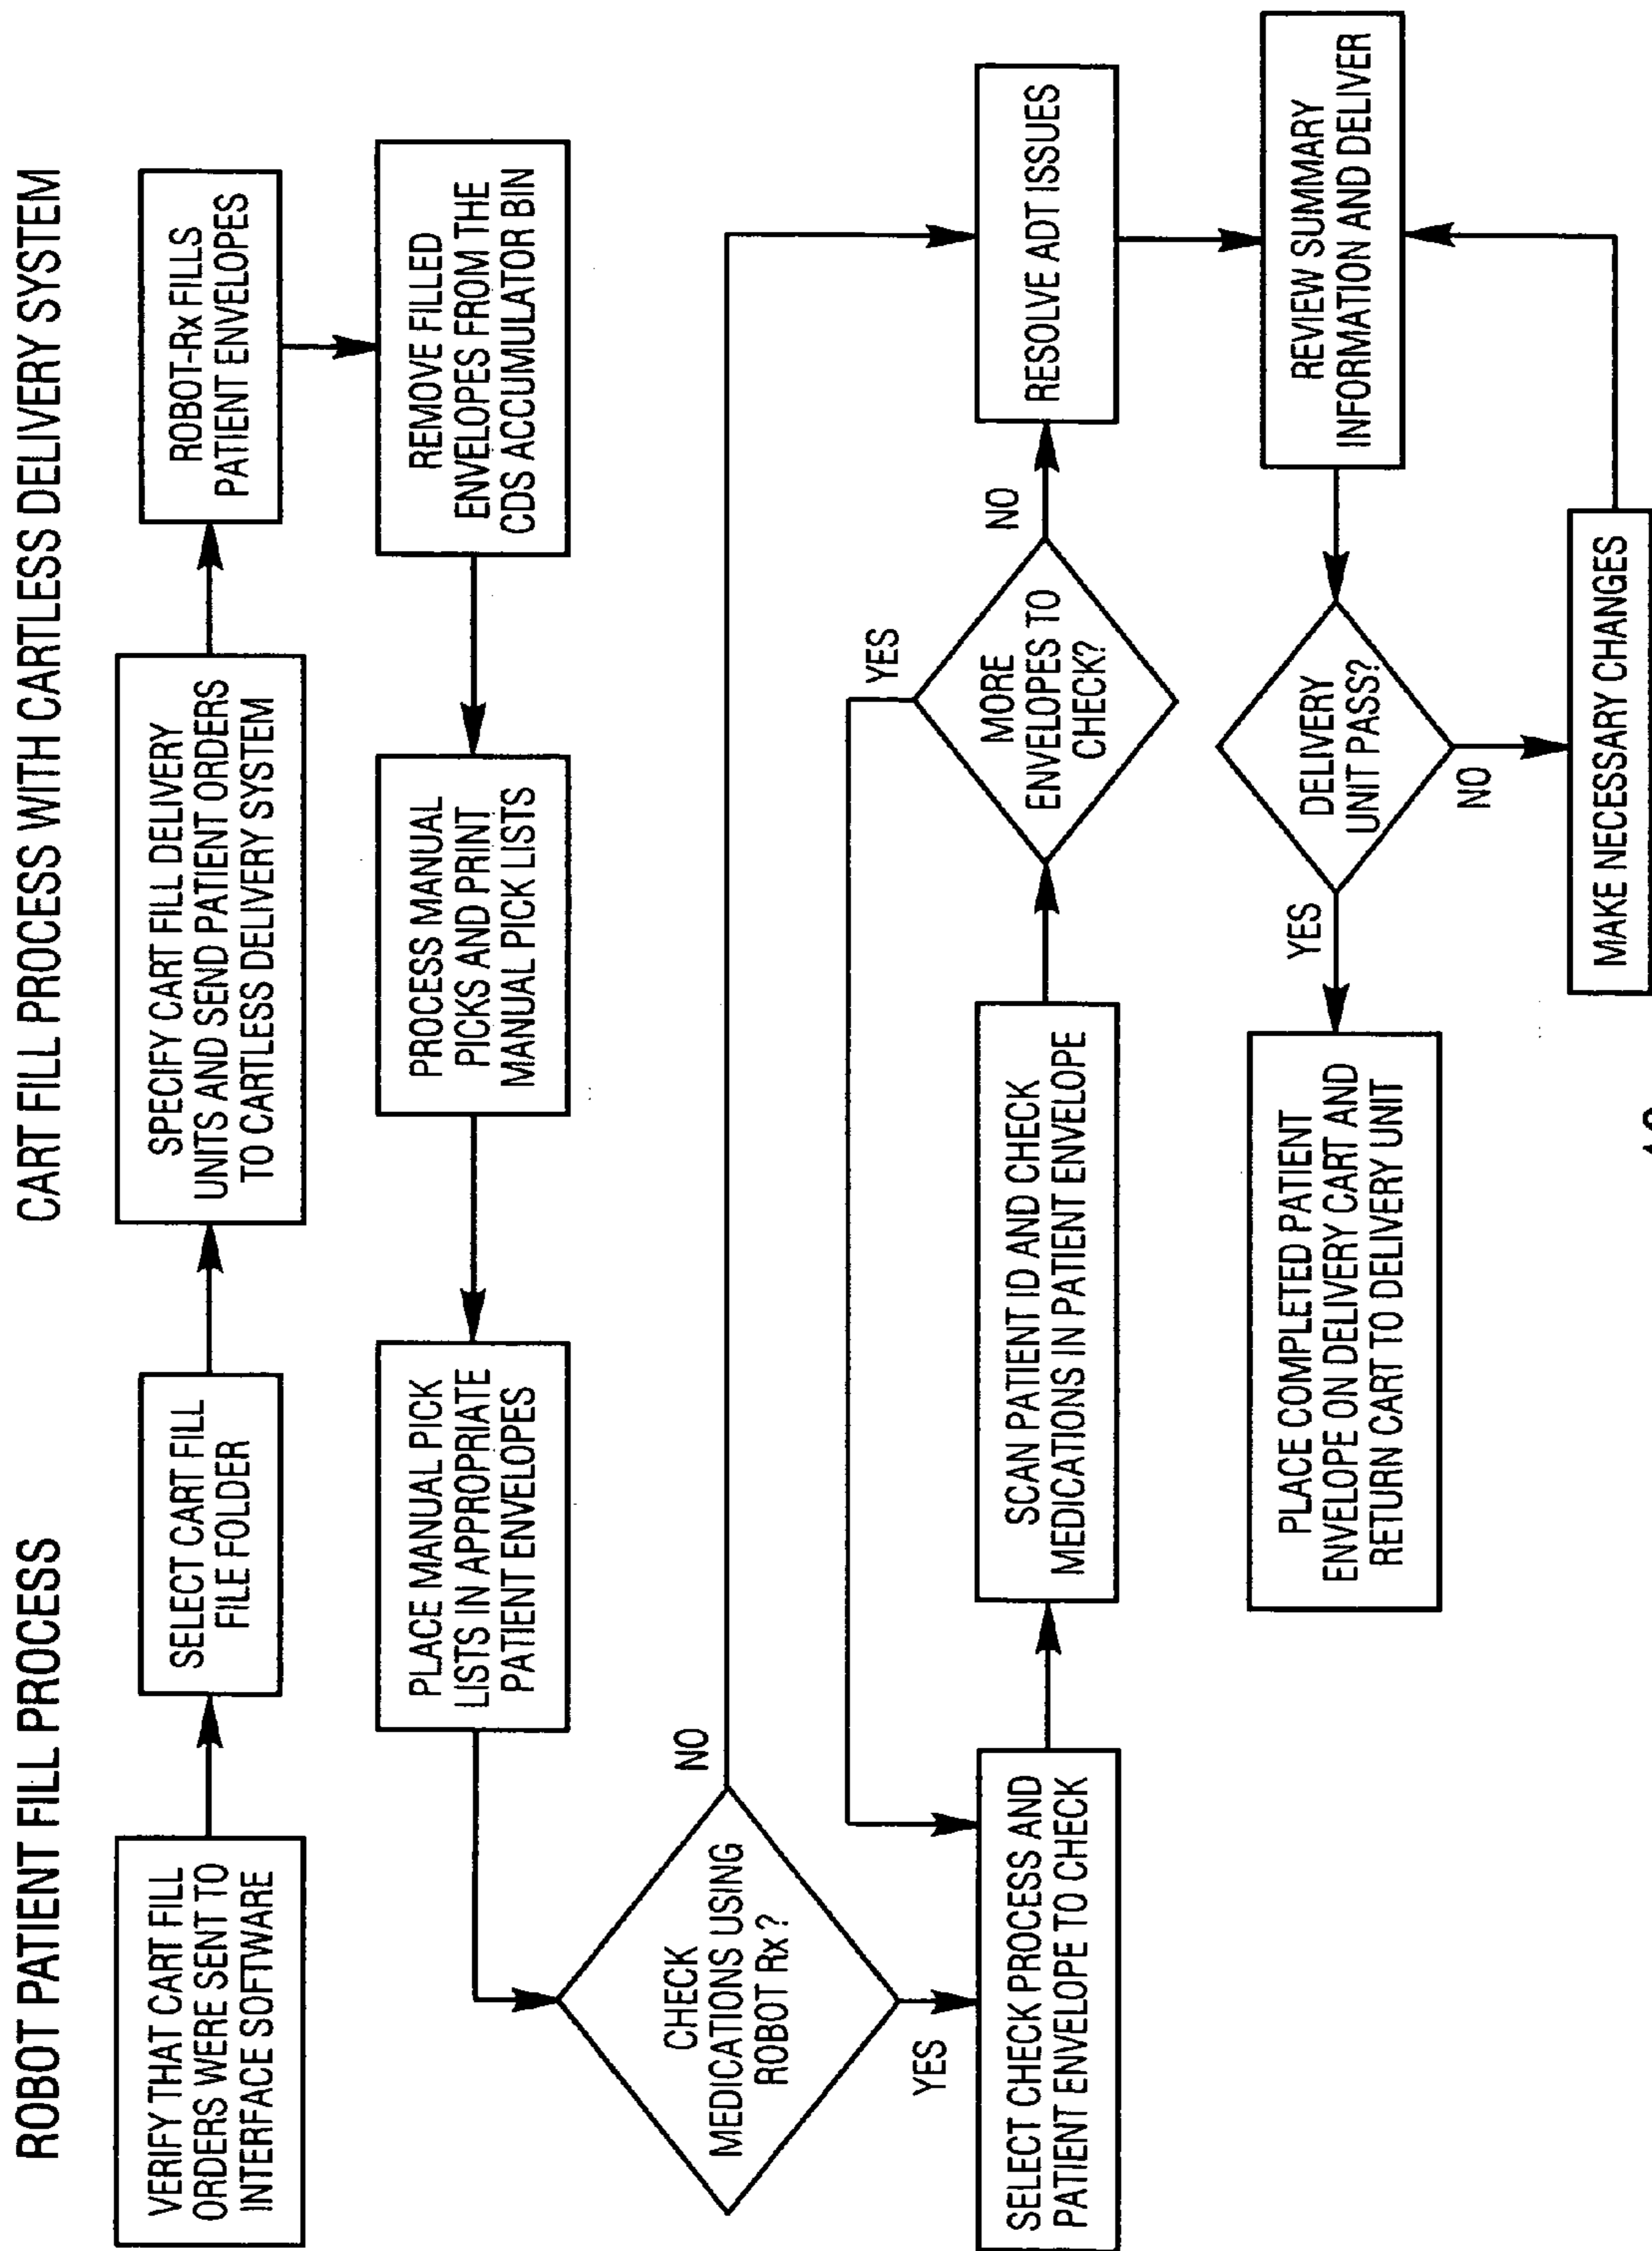 ROBOT PATIENT FILL PROCESS
CART FILL PROCESS WITH CARTLESS DELIVERY SYSTEM
VERIFY THAT CART FILL
ORDERS WERE SENT TO
INTERFACE SOFTWARE
SELECT CART FILL
FILE FOLDER
SPECIFY CART FILL DELIVERY
UNITS AND SEND PATIENT ORDERS
TO CARTLESS DELIVERY SYSTEM
ROBOT-Rx FILLS
PATIENT ENVELOPES
REMOVE FILLED
ENVELOPES FROM THE
CDS ACCUMULATOR BIN
PROCESS MANUAL
PICKS AND PRINT
MANUAL PICK LISTS
PLACE MANUAL PICK
LISTS IN APPROPRIATE
PATIENT ENVELOPES
CHECK
MEDICATIONS USING
ROBOT Rx?
NO
YES
SELECT CHECK PROCESS AND
PATIENT ENVELOPE TO CHECK
SCAN PATIENT ID AND CHECK
MEDICATIONS IN PATIENT ENVELOPE
MORE
ENVELOPES TO
CHECK?
YES
NO
RESOLVE ADT ISSUES
REVIEW SUMMARY
INFORMATION AND DELIVER
DELIVERY
UNIT PASS?
YES
NO
MAKE NECESSARY CHANGES
PLACE COMPLETED PATIENT
ENVELOPE ON DELIVERY CART AND
RETURN CART TO DELIVERY UNIT